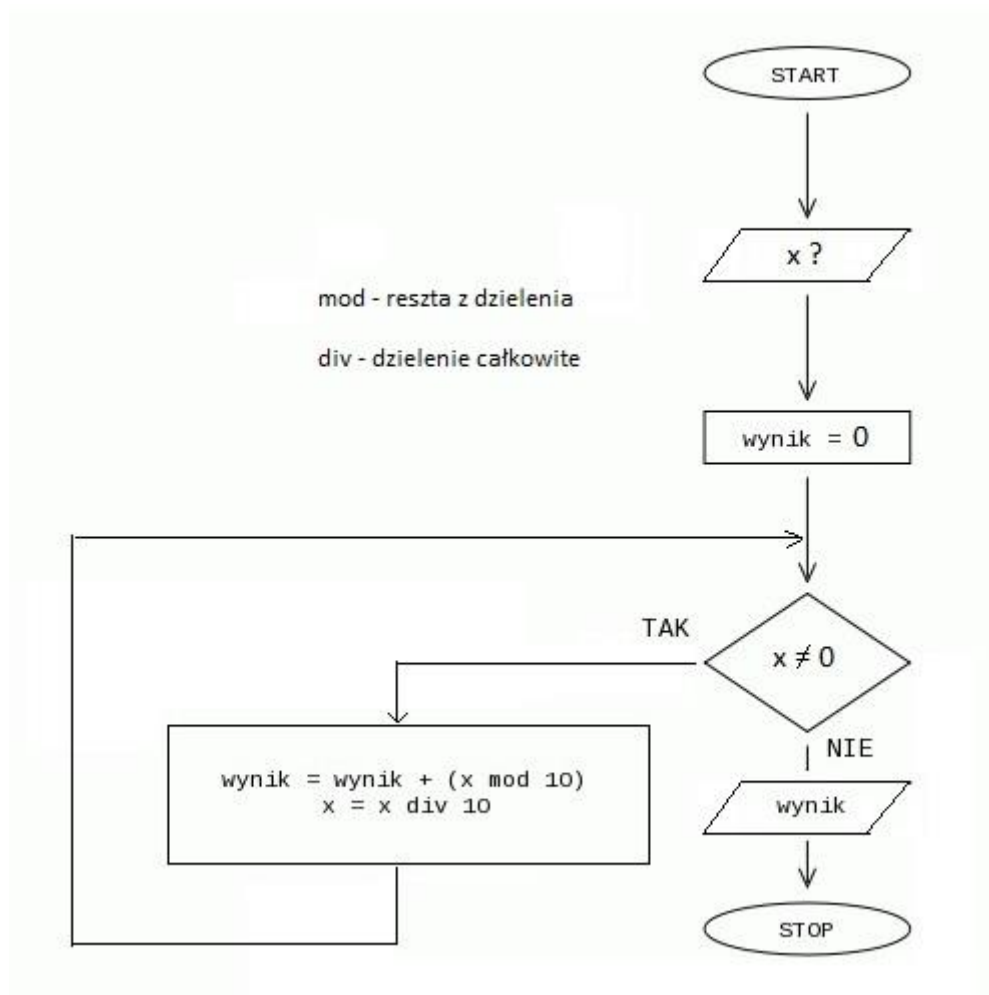 START
x ?
mod - reszta z dzielenia
div - dzielenie całkowite
wynik = 0
TAK
x ≠ 0
NIE
wynik = wynik + (x mod 10)
x = x div 10
wynik
STOP